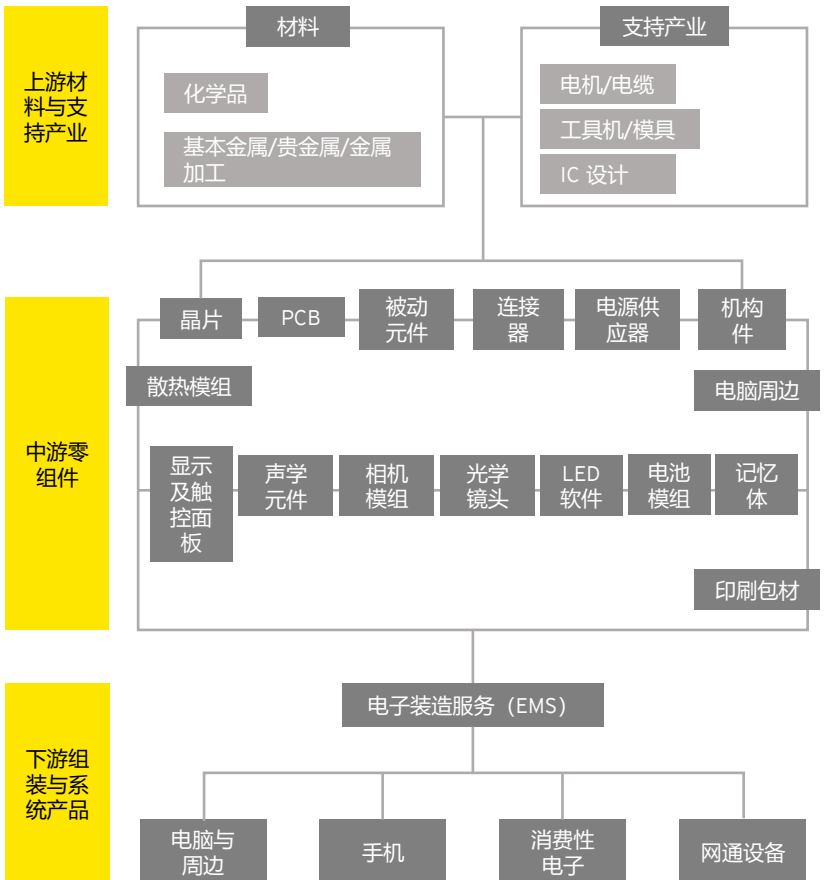 上游材
料与支
持产业
材料
化学品
基本金属/贵金属/金属
加工
支持产业
电机/电缆
工具机/模具
IC 设计
中游零
组件
晶片
PCB
被动
元件
连接
器
电源供
应器
机构
件
散热模组
电脑周边
显示
及触
控面
板
声学
元件
相机
模组
光学
镜头
LED
软件
电池
模组
记忆
体
印刷包材
下游组
装与系
统产品
电子装造服务（EMS）
电脑与
周边
手机
消费性
电子
网通设备